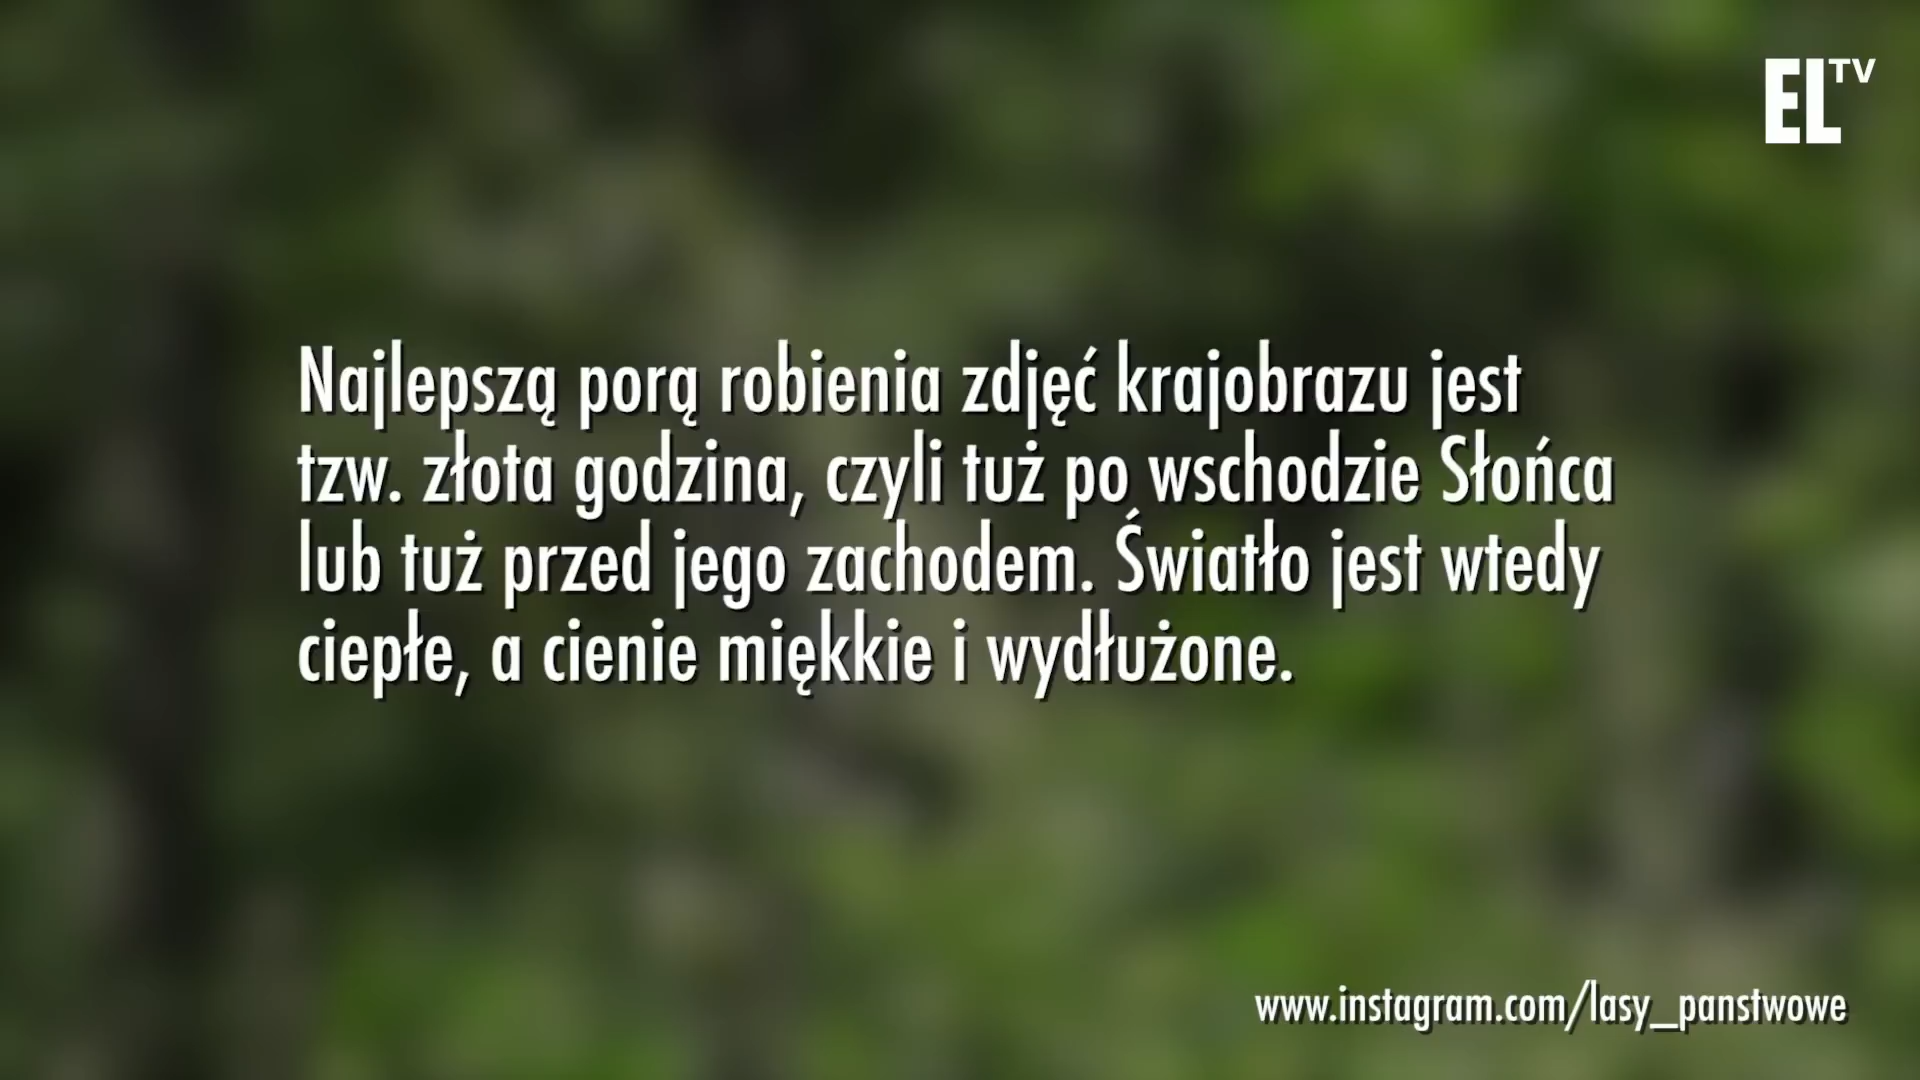 EL TV
Najlepszą porą robienia zdjęć krajobrazu jest
tzw. złota godzina, czyli tuż po wschodzie Słońca
lub tuż przed jego zachodem. Światło jest wtedy
ciepłe, a cienie miękkie i wydłużone.
www.instagram.com/lasy_panstwowe